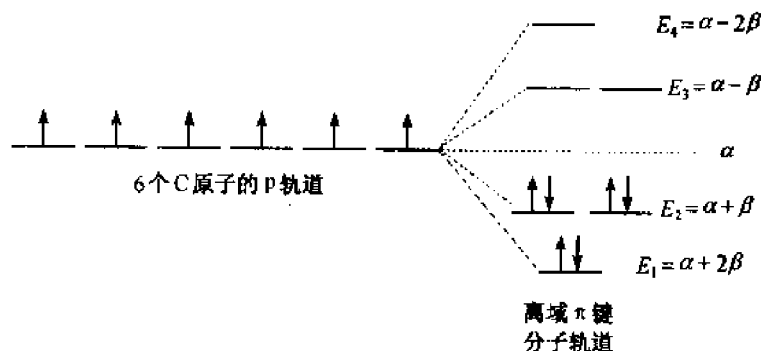 E₄=α−2β
E₃=α−β
α
6个C原子的p轨道
E₂=α+β
E₁=α+2β
离域π键
分子轨道